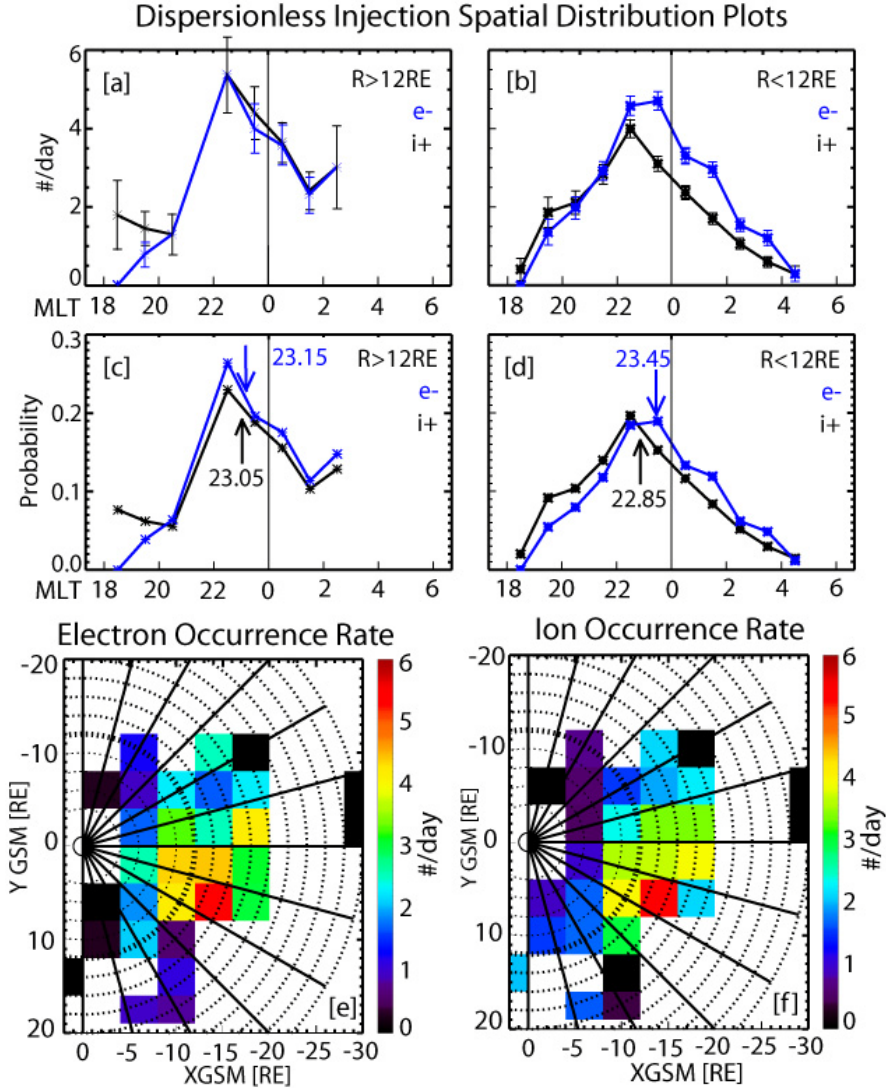 Dispersionless Injection Spatial Distribution Plots
[a] R>12RE
e-
i+
[b] R<12RE
e-
i+
#/day
6
4
2
0
MLT 18 20 22 0 2 4 6
18 20 22 0 2 4 6
[c] 23.15 R>12RE
e-
i+
23.05
[d] 23.45 R<12RE
e-
i+
22.85
Probability
0.3
0.2
0.1
0.0
MLT 18 20 22 0 2 4 6
18 20 22 0 2 4 6
Electron Occurrence Rate
Y GSM [RE]
-20
-10
0
10
20
[e]
0 -5 -10 -15 -20 -25 -30
XGSM [RE]
6
5
4
3
2
1
0
#/day
Ion Occurrence Rate
Y GSM [RE]
-20
-10
0
10
20
[f]
0 -5 -10 -15 -20 -25 -30
XGSM [RE]
6
5
4
3
2
1
0
#/day